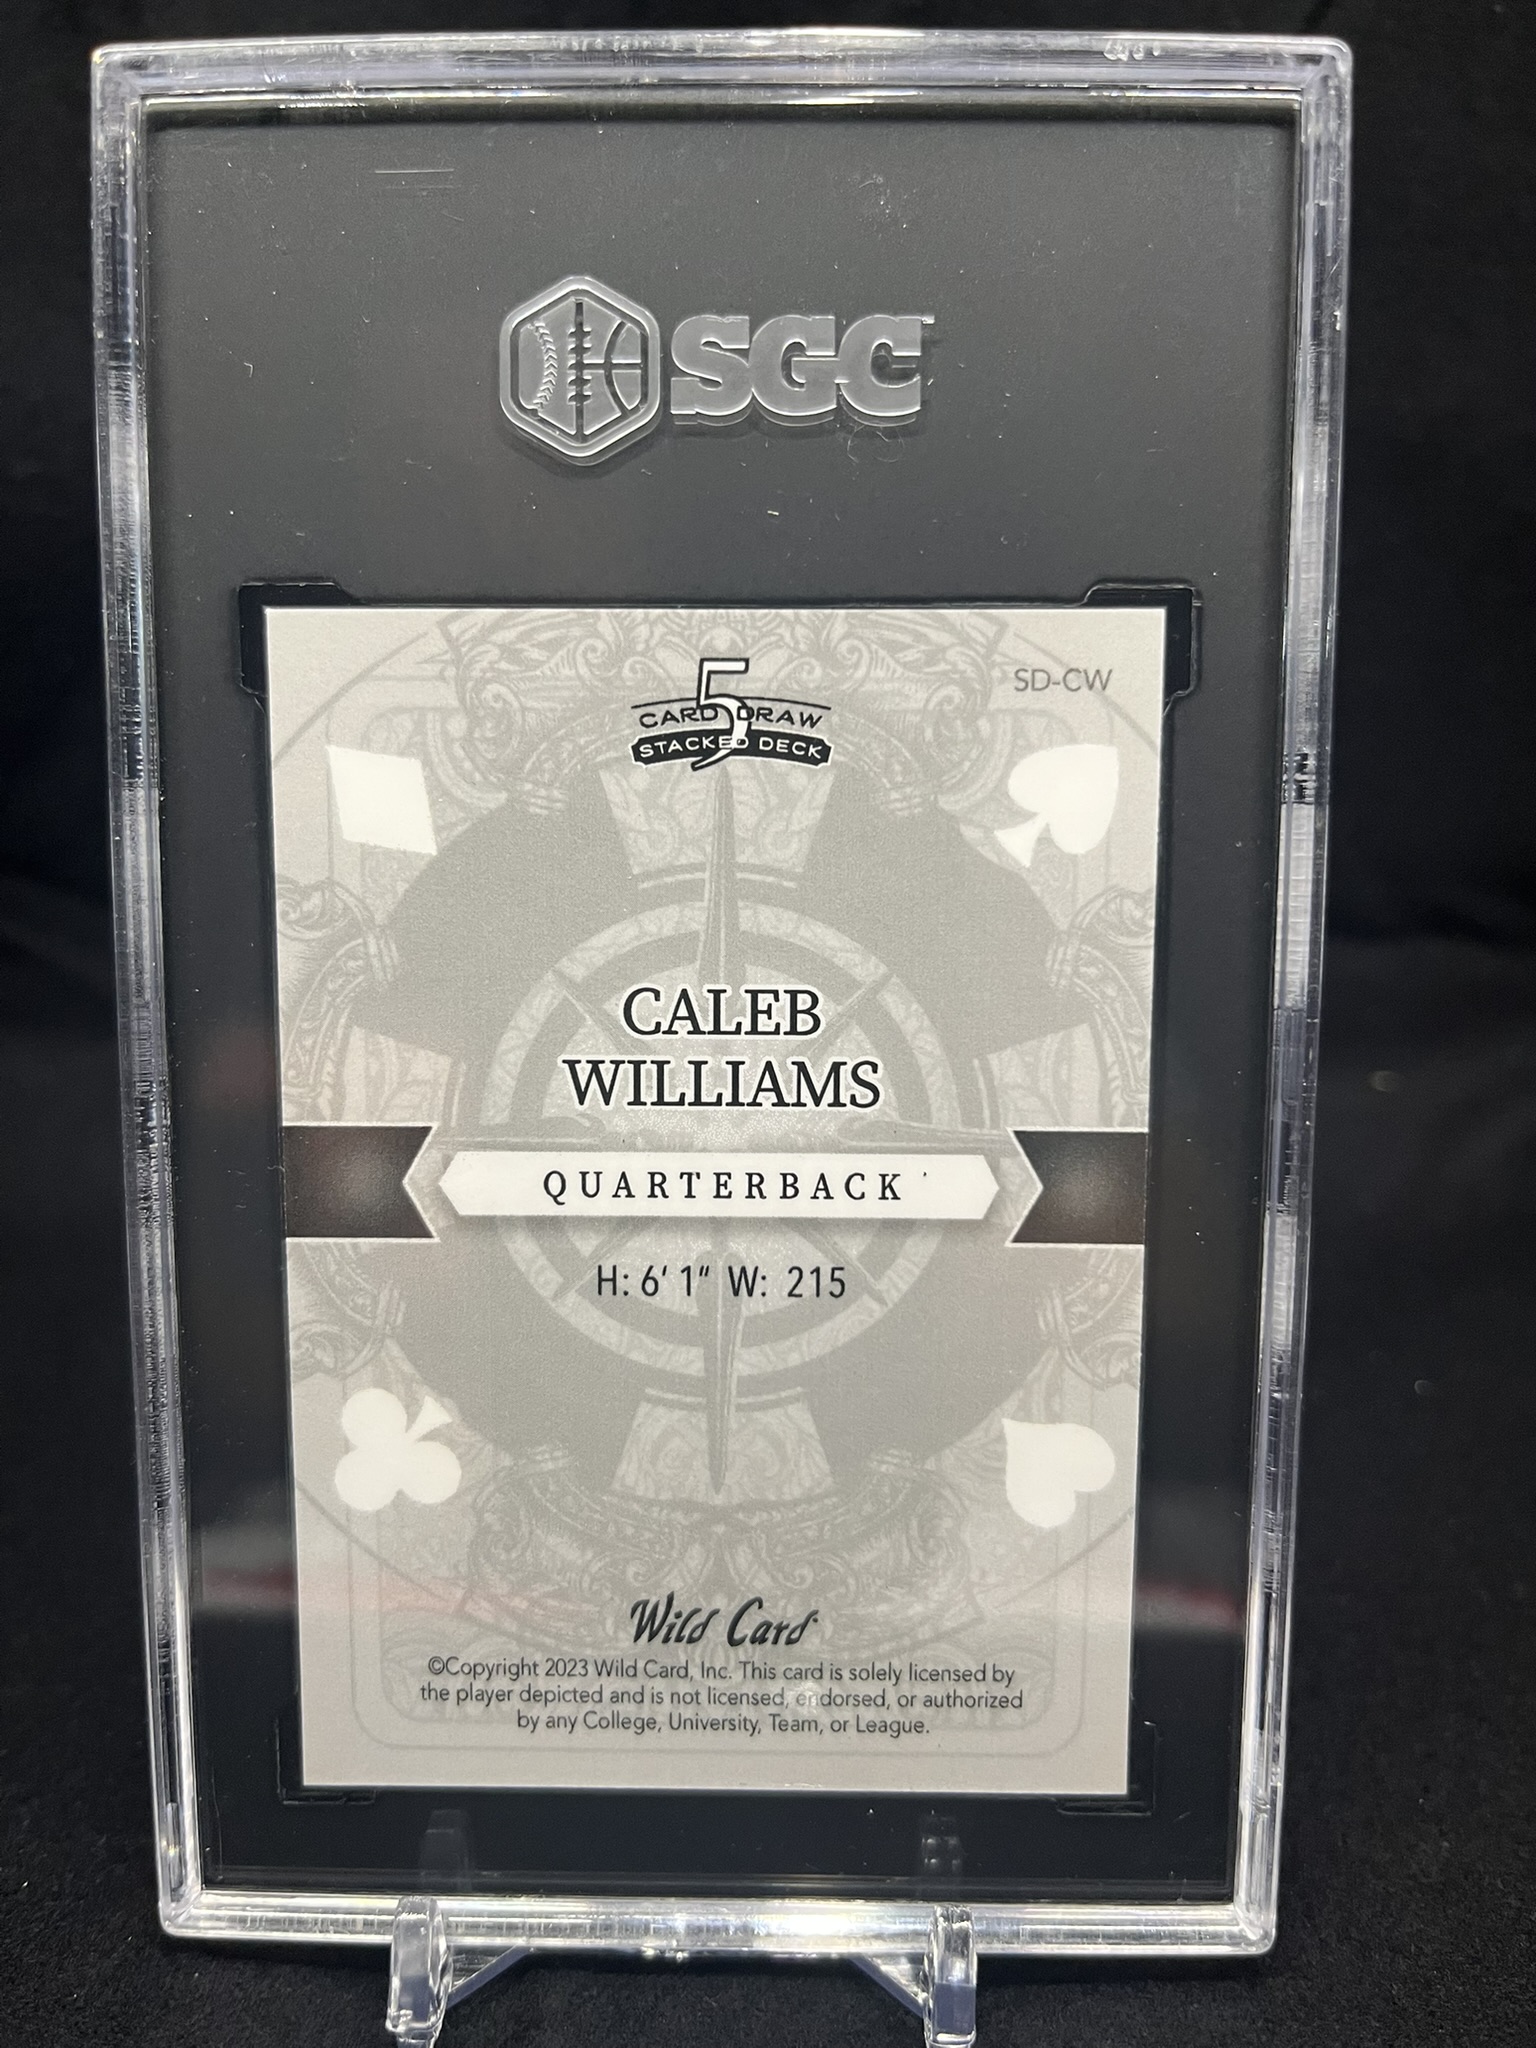 SGC
SD-CW
5
CARD DRAW
STACKED DECK
CALEB
WILLIAMS
QUARTERBACK
H: 6' 1" W: 215
Wild Card
©Copyright 2023 Wild Card, Inc. This card is solely licensed by
the player depicted and is not licensed, endorsed, or authorized
by any College, University, Team, or League.